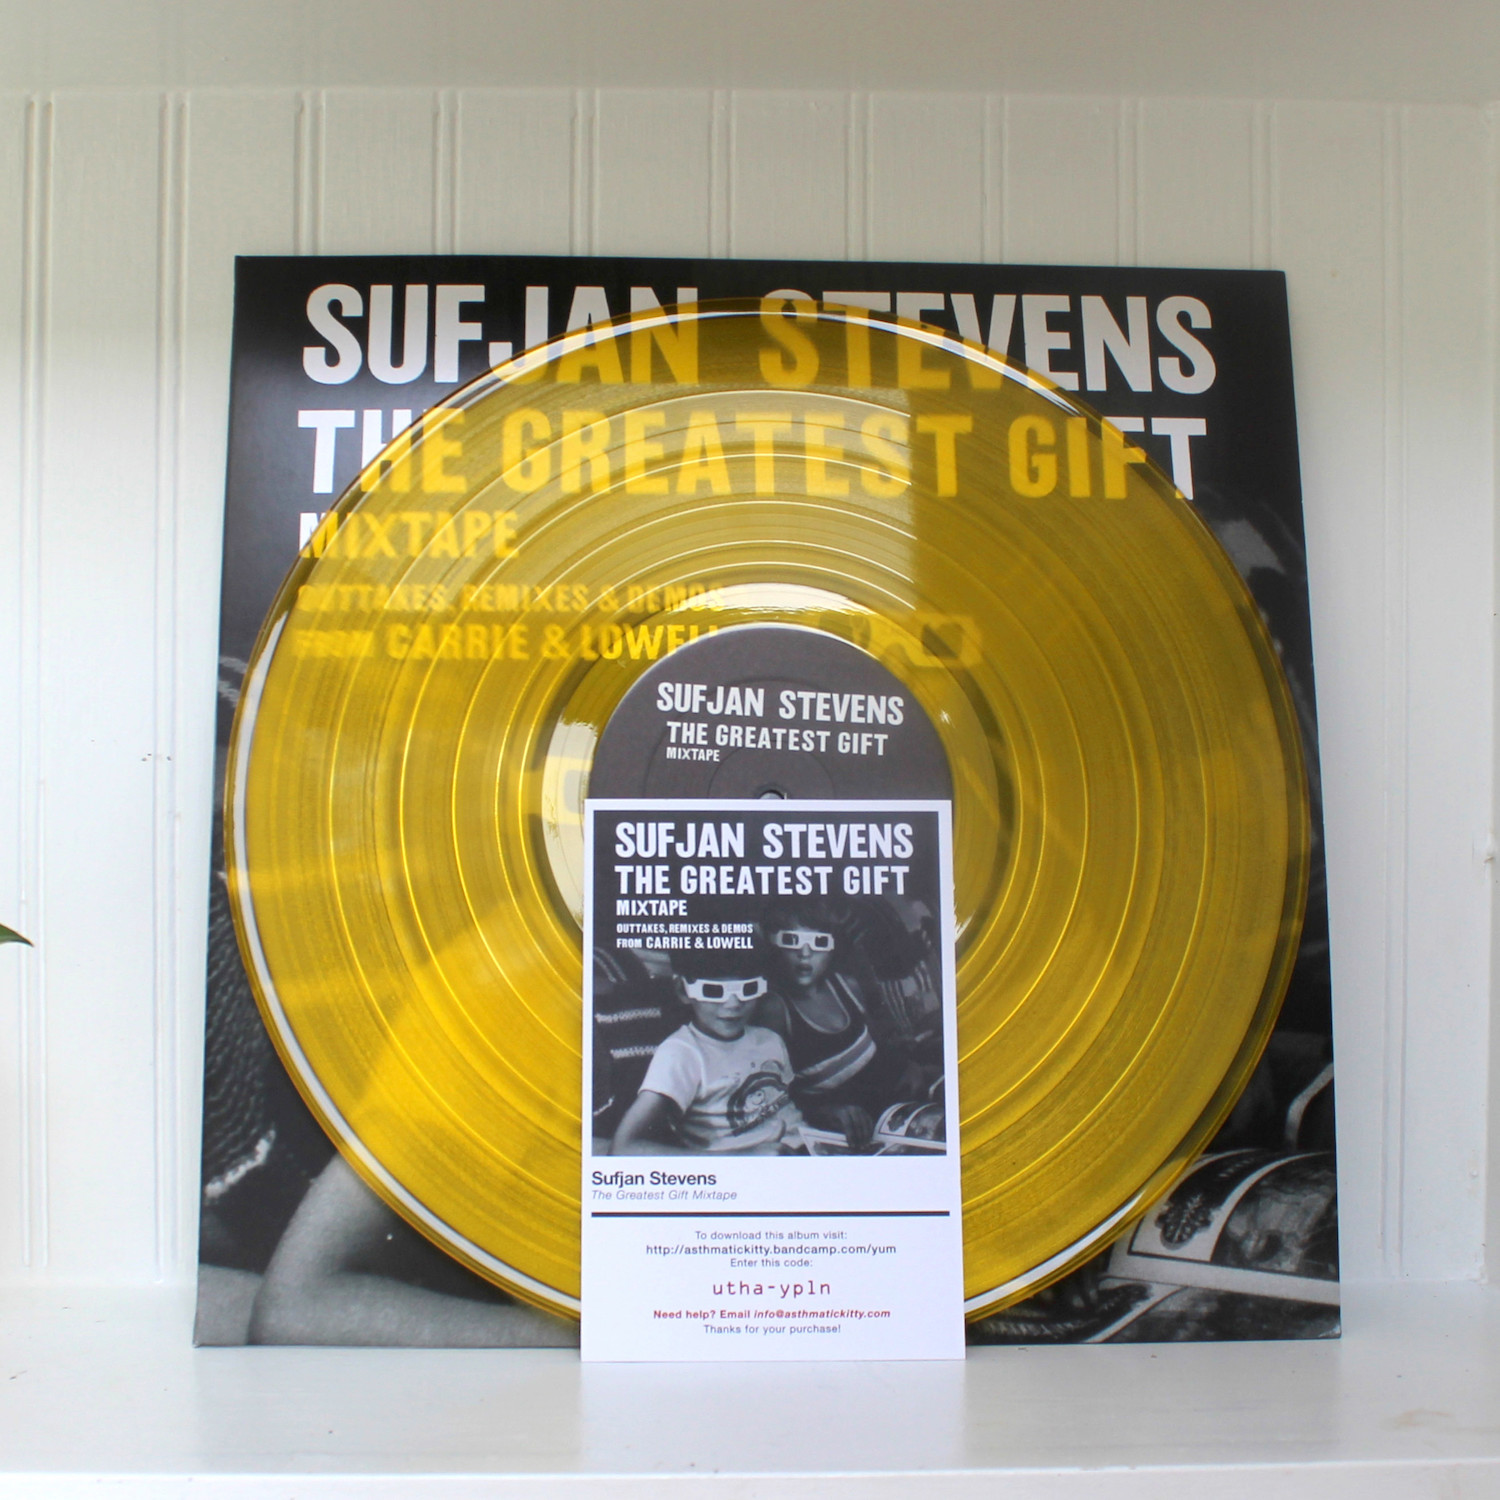 SUFJAN STEVENS
THE GREATEST GIFT
MIXTAPE
OUTTAKES, REMIXES & DEMOS
FROM CARRIE & LOWELL
SUFJAN STEVENS
THE GREATEST GIFT
MIXTAPE
SUFJAN STEVENS
THE GREATEST GIFT
MIXTAPE
OUTTAKES, REMIXES & DEMOS
FROM CARRIE & LOWELL
Sufjan Stevens
The Greatest Gift Mixtape
To download this album visit:
http://asthmatickitty.bandcamp.com/yum
Enter this code:
utha-ypln
Need help? Email info@asthmatickitty.com
Thanks for your purchase!